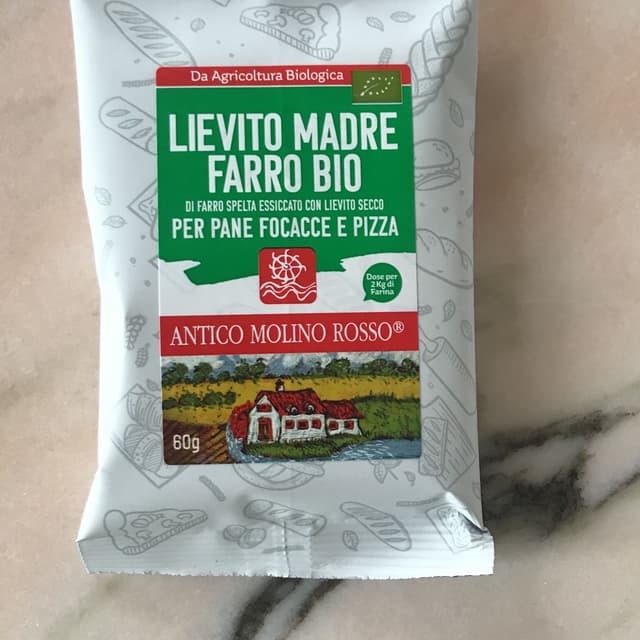 Da Agricoltura Biologica
LIEVITO MADRE
FARRO BIO
DI FARRO SPELTA ESSICCATO CON LIEVITO SECCO
PER PANE FOCACCE E PIZZA
Dose per
2 Kg di
Farina
ANTICO MOLINO ROSSO®
60g